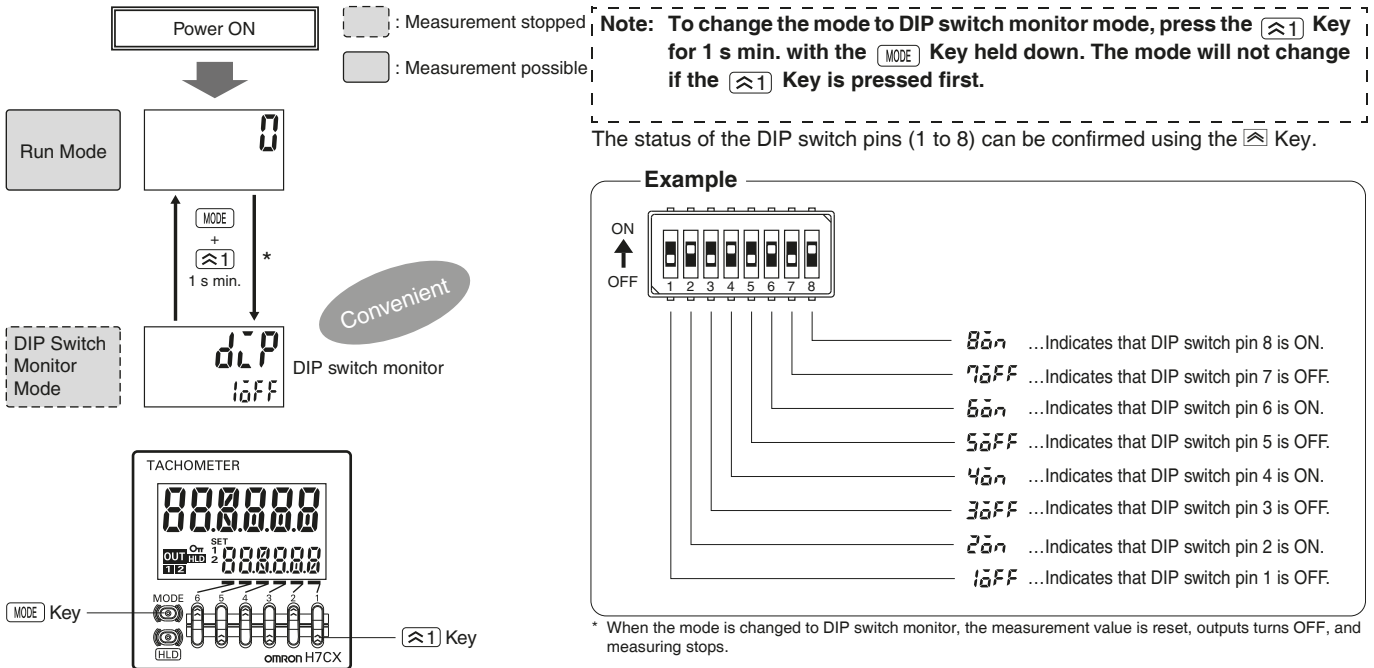 Power ON
: Measurement stopped
: Measurement possible
Run Mode
0
MODE
+
1
1 s min.
*
Convenient
DIP Switch
Monitor
Mode
diP
1oFF
DIP switch monitor
TACHOMETER
888888
OUT
HLD
1 2
SET
1
2
888888
MODE 6 5 4 3 2 1
HLD
OMRON H7CX
MODE Key
1 Key
Note: To change the mode to DIP switch monitor mode, press the 1 Key
for 1 s min. with the MODE Key held down. The mode will not change
if the 1 Key is pressed first.
The status of the DIP switch pins (1 to 8) can be confirmed using the Key.
Example
ON
OFF
1 2 3 4 5 6 7 8
8on …Indicates that DIP switch pin 8 is ON.
7oFF …Indicates that DIP switch pin 7 is OFF.
6on …Indicates that DIP switch pin 6 is ON.
5oFF …Indicates that DIP switch pin 5 is OFF.
4on …Indicates that DIP switch pin 4 is ON.
3oFF …Indicates that DIP switch pin 3 is OFF.
2on …Indicates that DIP switch pin 2 is ON.
1oFF …Indicates that DIP switch pin 1 is OFF.
* When the mode is changed to DIP switch monitor, the measurement value is reset, outputs turns OFF, and
measuring stops.